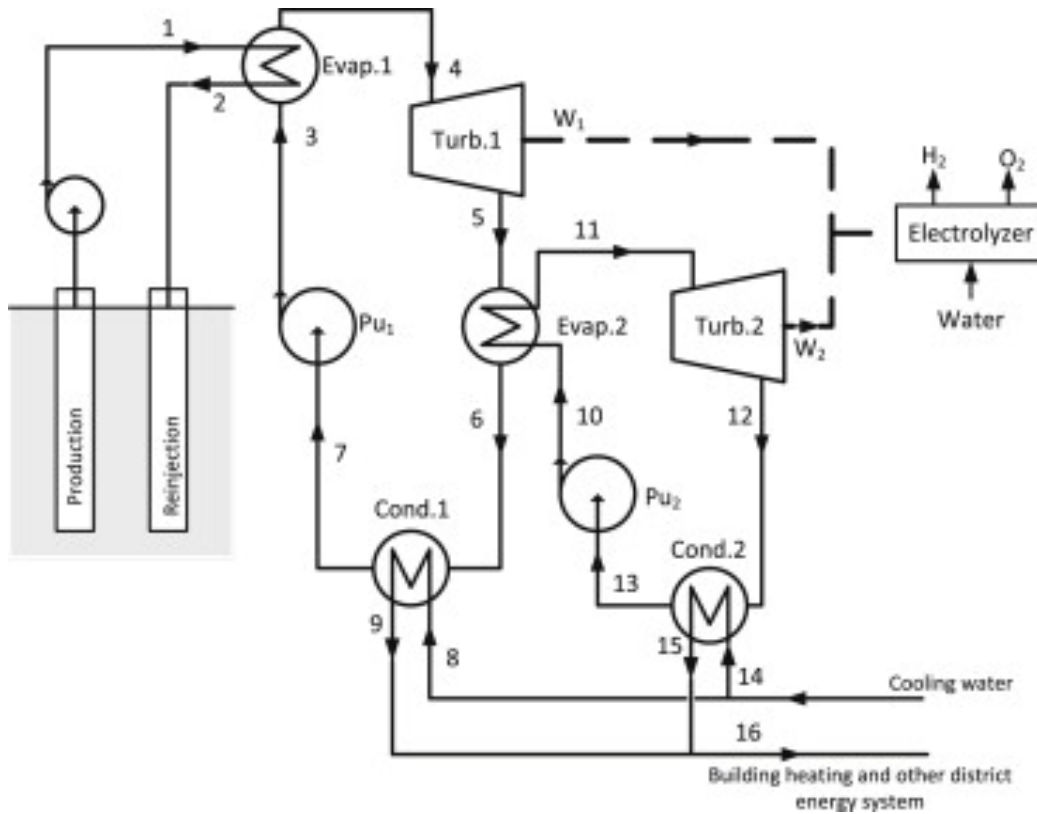 1
Evap.1
2
3
4
Turb.1
W₁
H₂
O₂
Electrolyzer
Water
5
11
Evap.2
Turb.2
W₂
Pu₁
Production
Reinjection
6
10
12
7
Pu₂
Cond.1
Cond.2
13
9
8
15
14
Cooling water
16
Building heating and other district
energy system